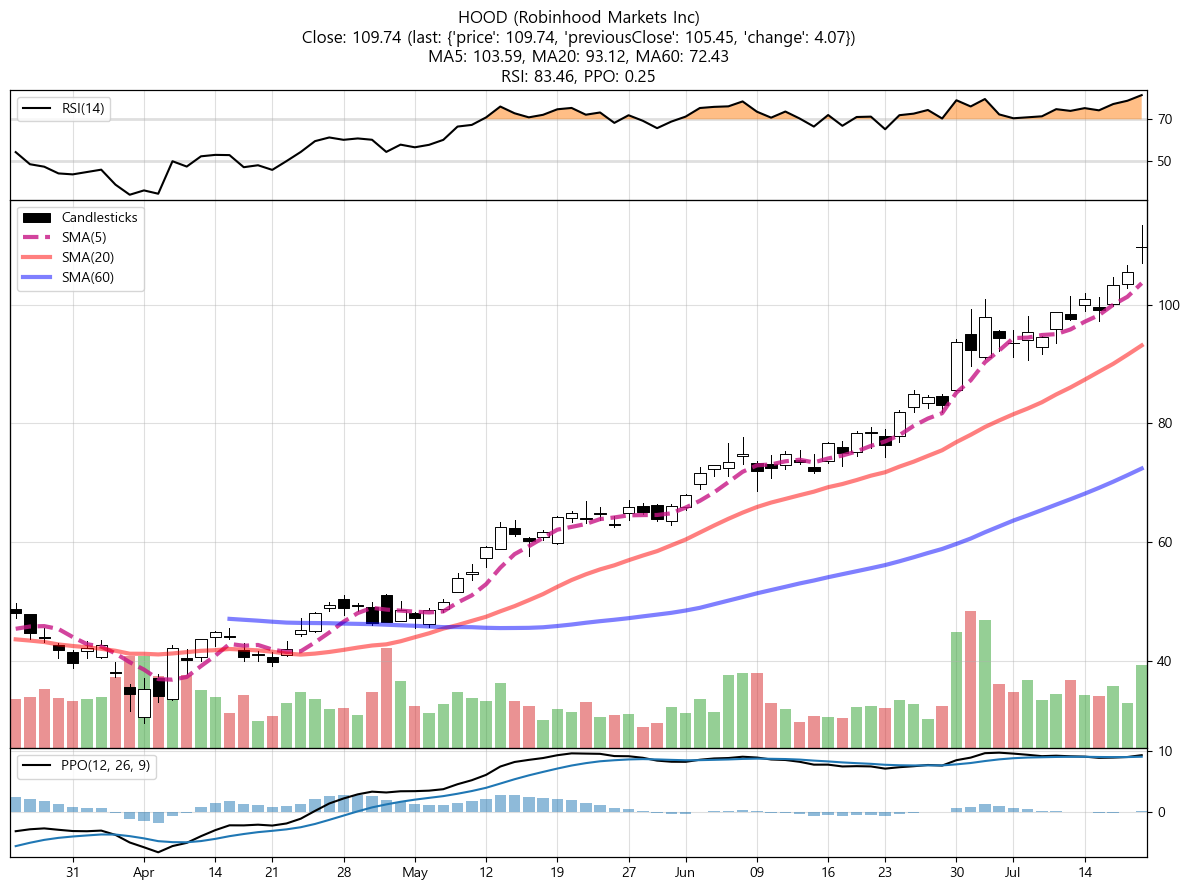 HOOD (Robinhood Markets Inc)
Close: 109.74 (last: {'price': 109.74, 'previousClose': 105.45, 'change': 4.07})
MA5: 103.59, MA20: 93.12, MA60: 72.43
RSI: 83.46, PPO: 0.25
RSI(14)
70
50
Candlesticks
SMA(5)
SMA(20)
SMA(60)
100
80
60
40
PPO(12, 26, 9)
10
0
31 Apr 14 21 28 May 12 19 27 Jun 09 16 23 30 Jul 14